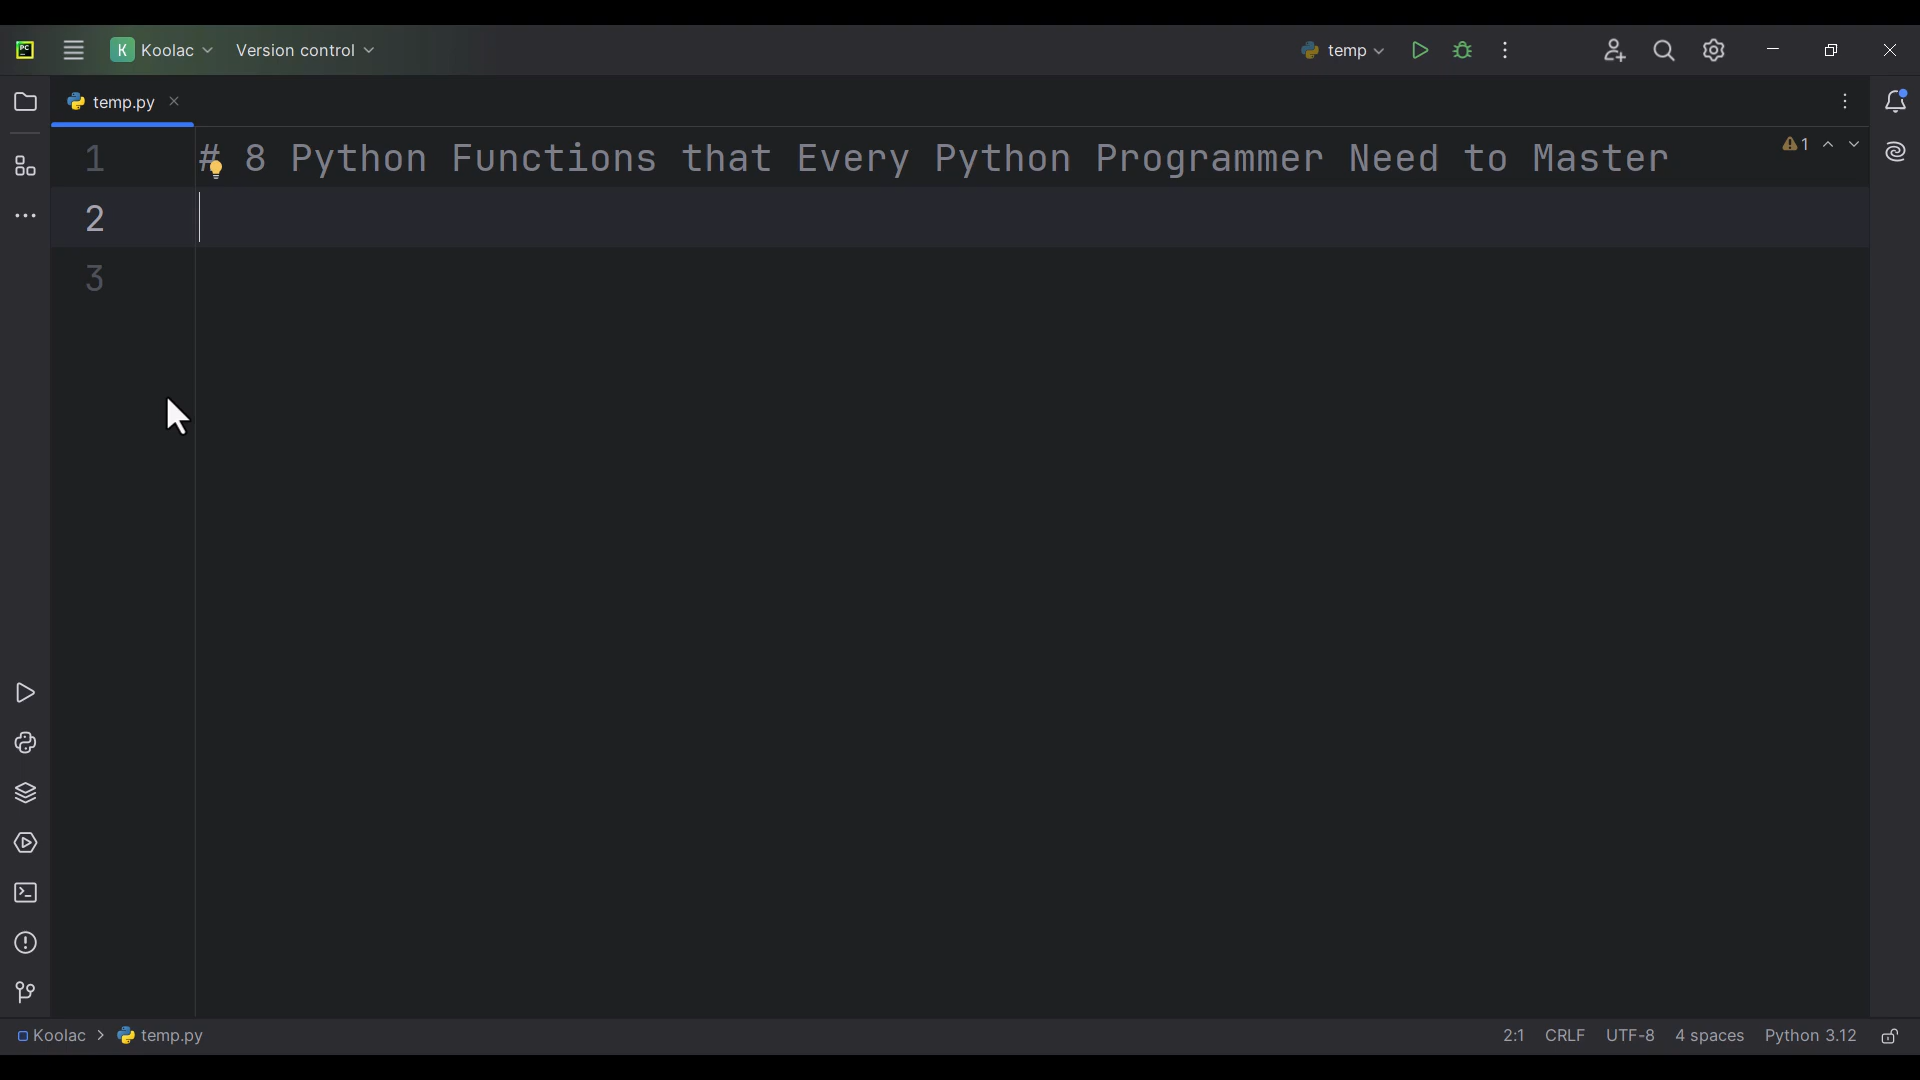 PC
K Koolac Version control
temp
temp.py
1 # 8 Python Functions that Every Python Programmer Need to Master
1
2
3
Koolac > temp.py
2:1 CRLF UTF-8 4 spaces Python 3.12